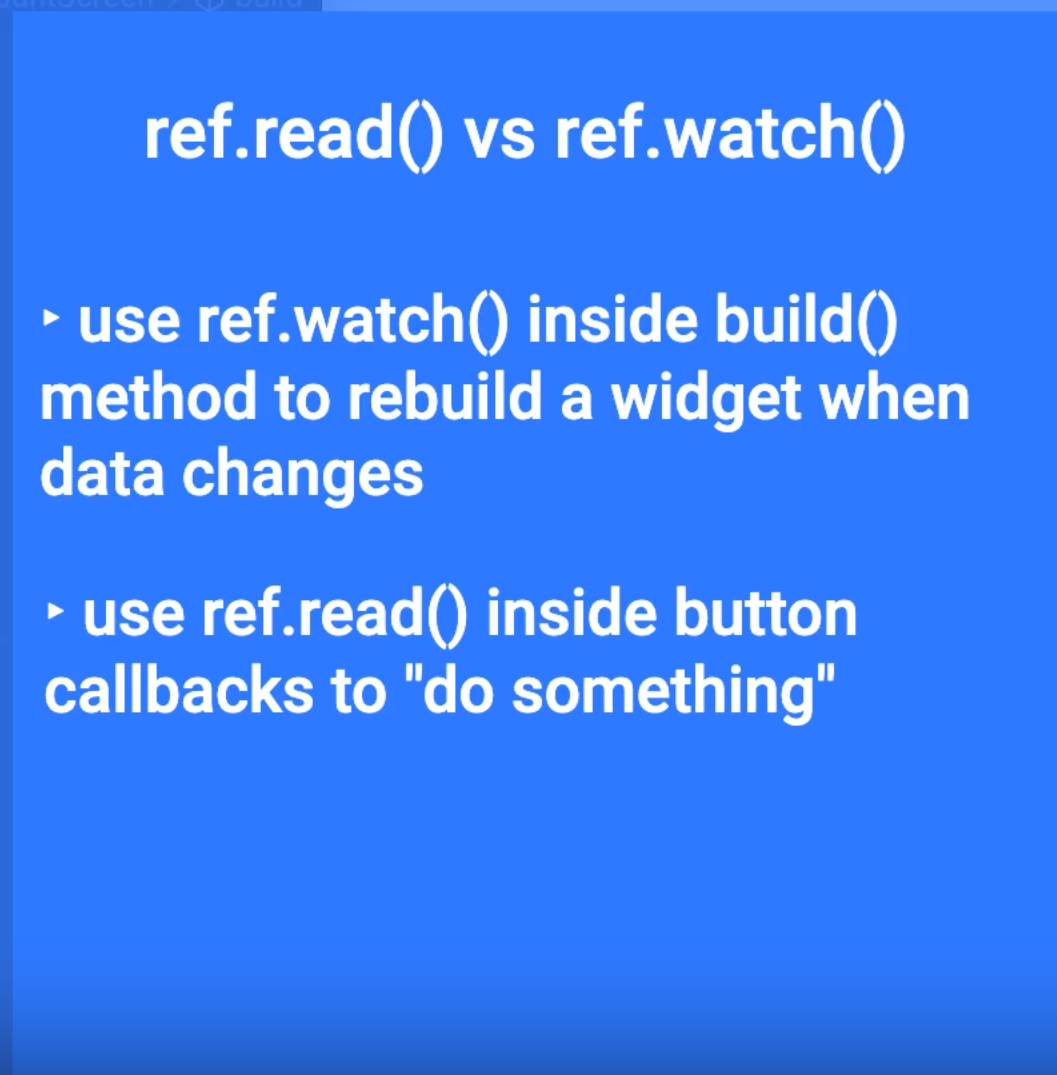 build
ref.read() vs ref.watch()
‣ use ref.watch() inside build()
method to rebuild a widget when
data changes
‣ use ref.read() inside button
callbacks to "do something"